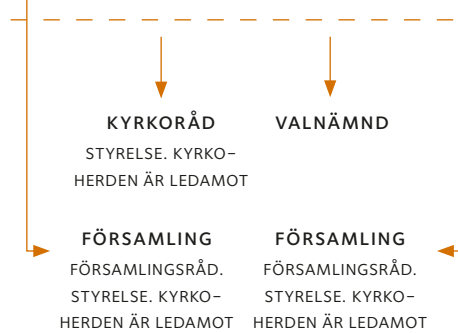 KYRKORÅD
STYRELSE. KYRKO–
HERDEN ÄR LEDAMOT
VALNÄMND
FÖRSAMLING
FÖRSAMLINGSRÅD.
STYRELSE. KYRKO–
HERDEN ÄR LEDAMOT
FÖRSAMLING
FÖRSAMLINGSRÅD.
STYRELSE. KYRKO–
HERDEN ÄR LEDAMOT